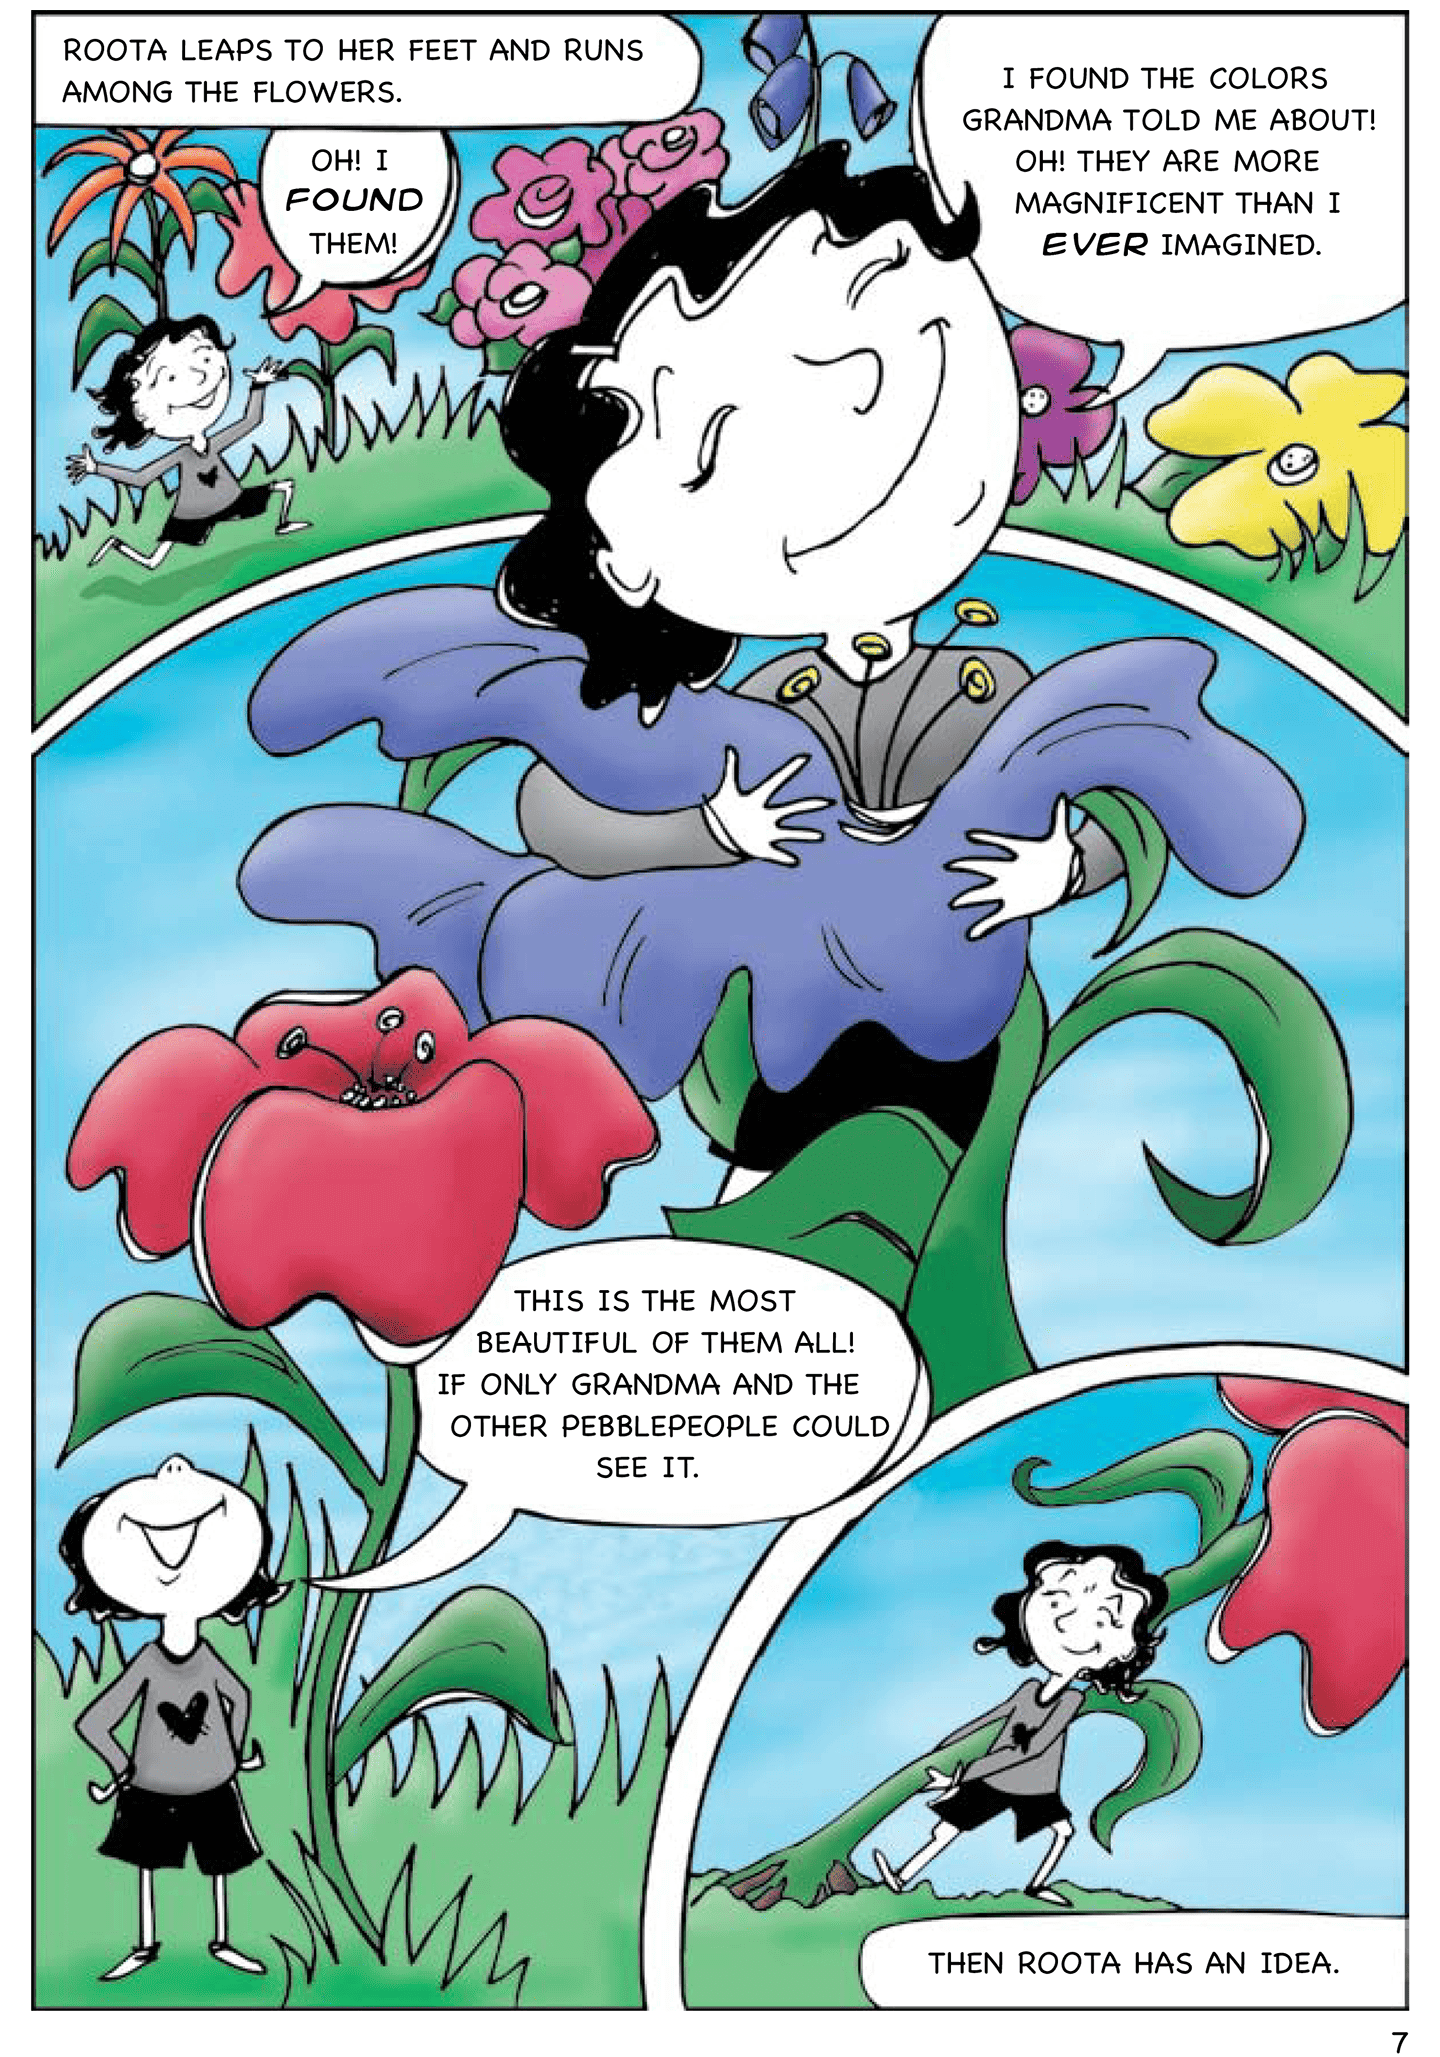 ROOTA LEAPS TO HER FEET AND RUNS
AMONG THE FLOWERS.
OH! I
FOUND
THEM!
I FOUND THE COLORS
GRANDMA TOLD ME ABOUT!
OH! THEY ARE MORE
MAGNIFICENT THAN I
EVER IMAGINED.
THIS IS THE MOST
BEAUTIFUL OF THEM ALL!
IF ONLY GRANDMA AND THE
OTHER PEBBLEPEOPLE COULD
SEE IT.
THEN ROOTA HAS AN IDEA.
7